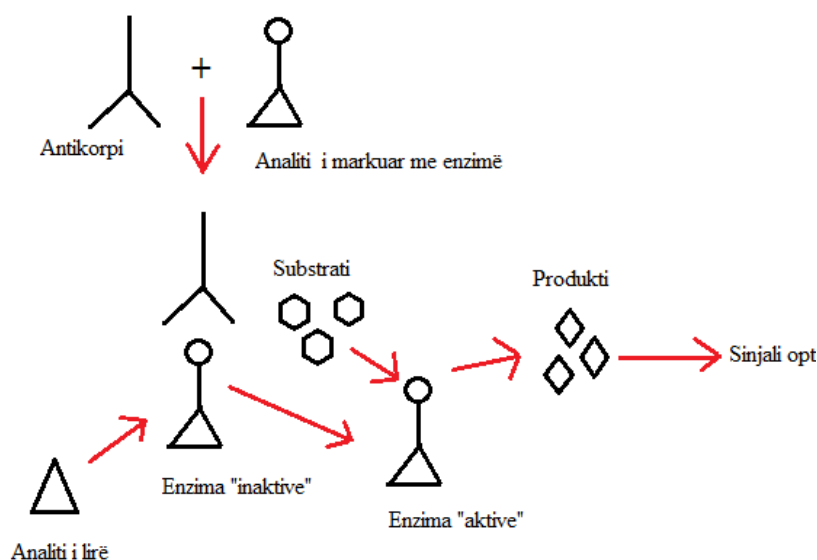 +
Antikorpi
Analiti i markuar me enzimë
Substrati
Produkti
Sinjali opt
Enzima "inaktive"
Enzima "aktive"
Analiti i lirë